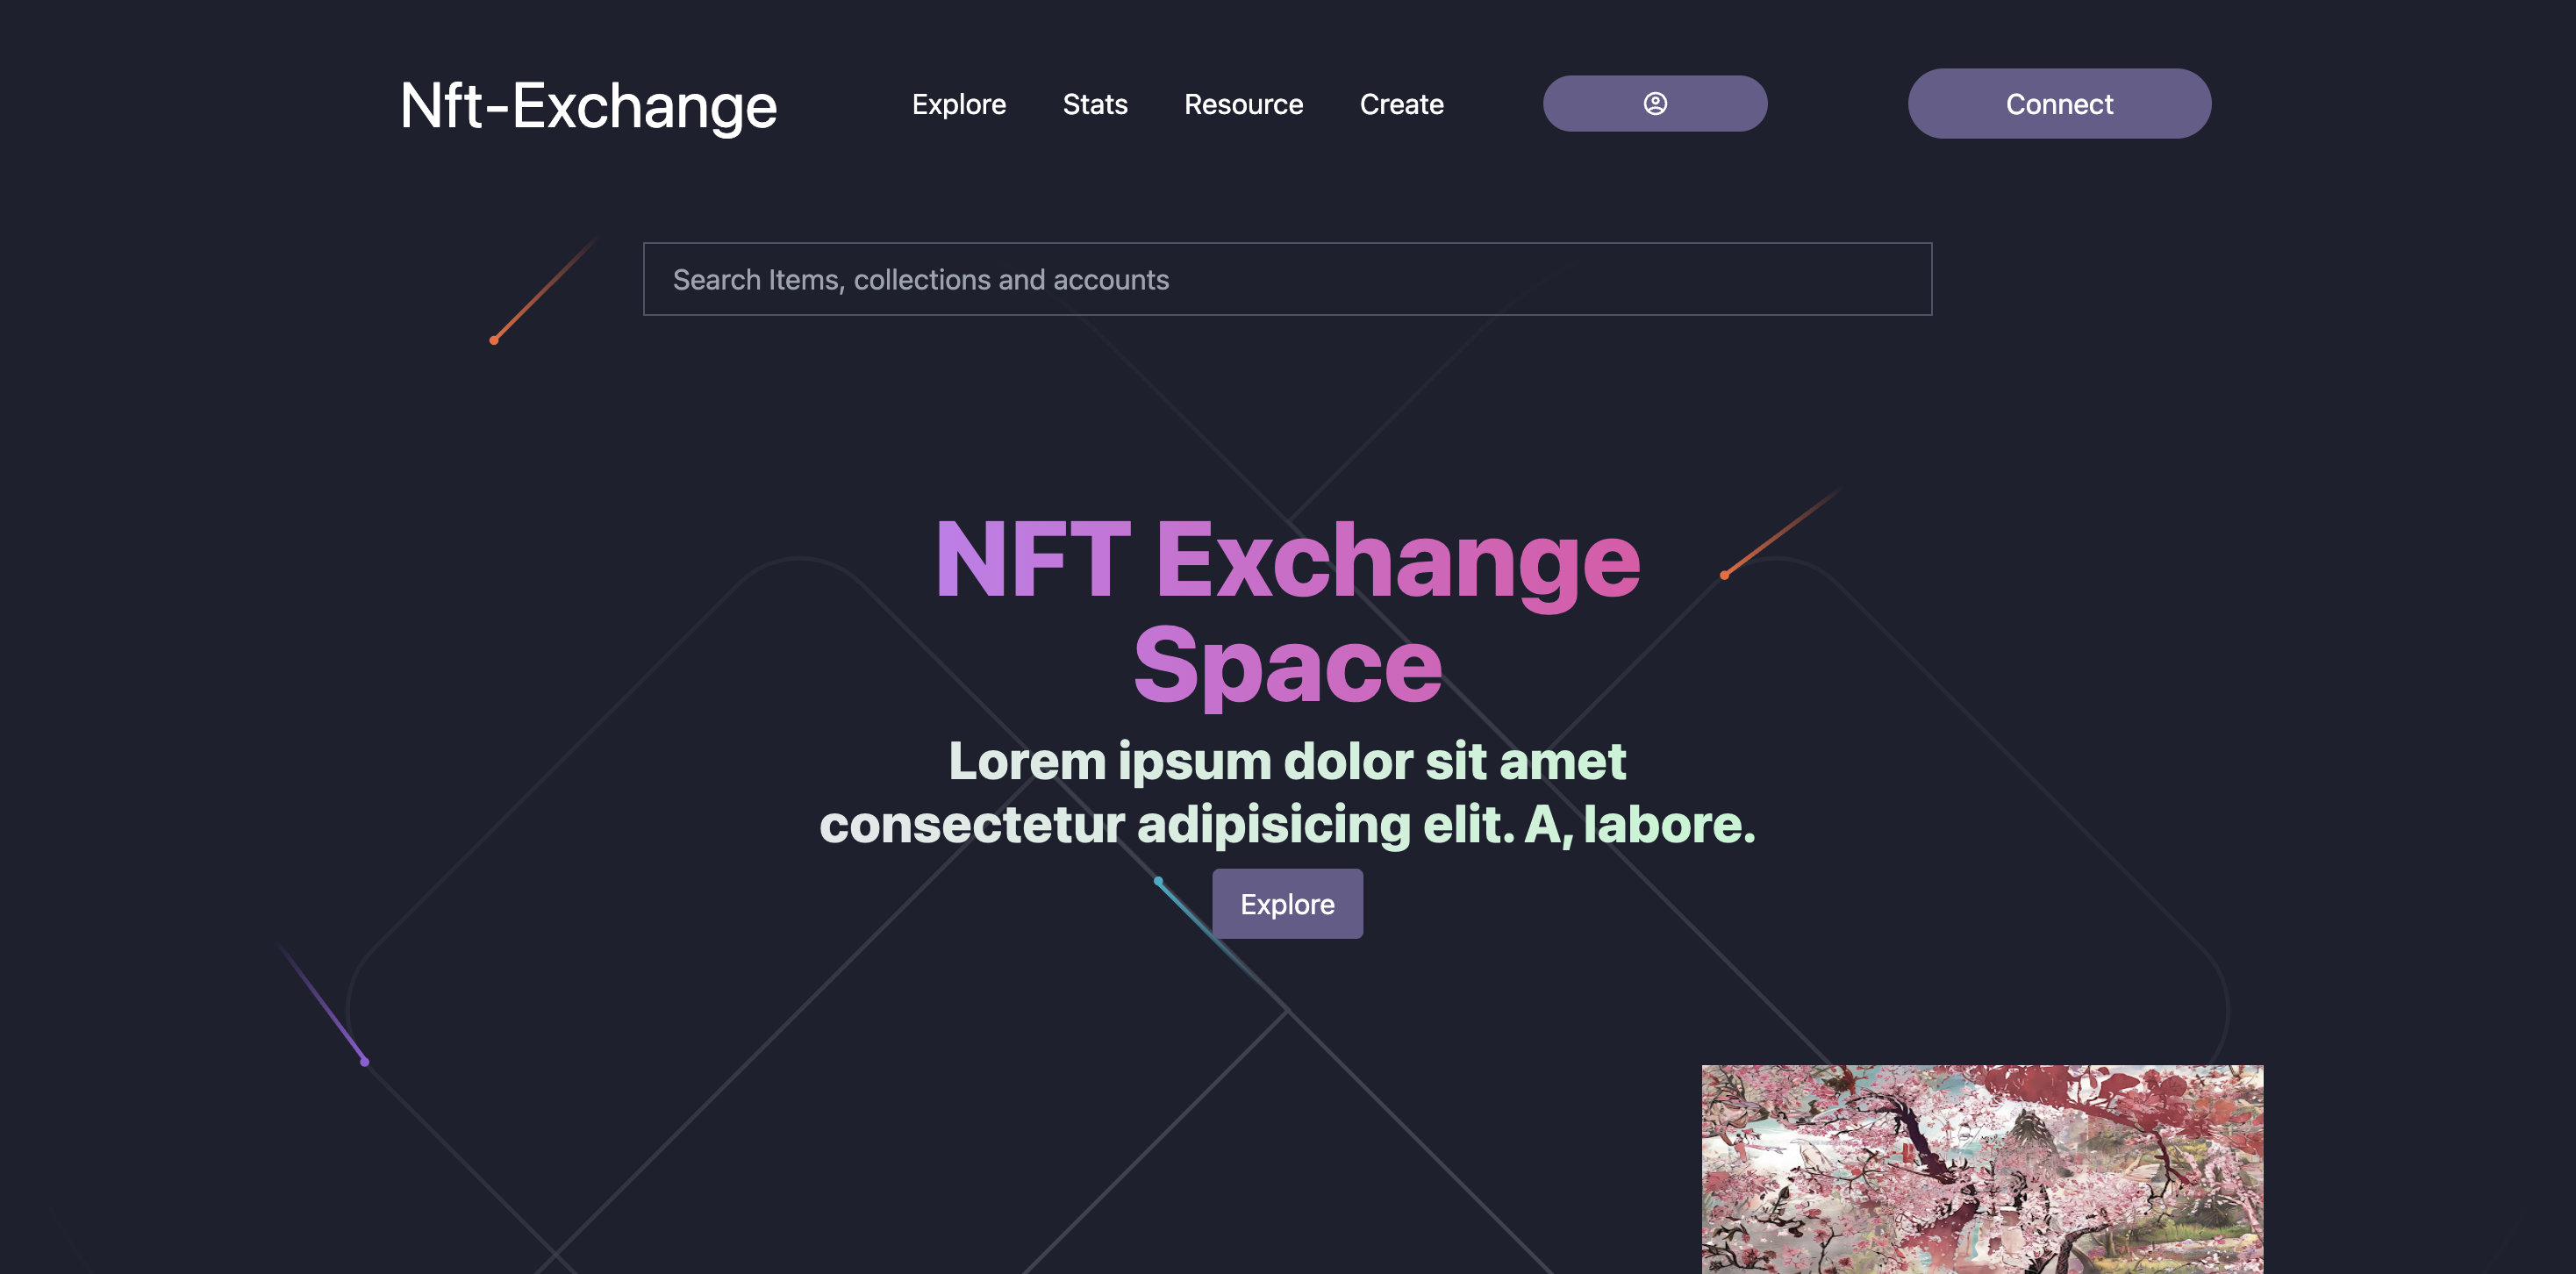 Nft-Exchange
Explore Stats Resource Create Connect
Search Items, collections and accounts
NFT Exchange
Space
Lorem ipsum dolor sit amet
consectetur adipisicing elit. A, labore.
Explore